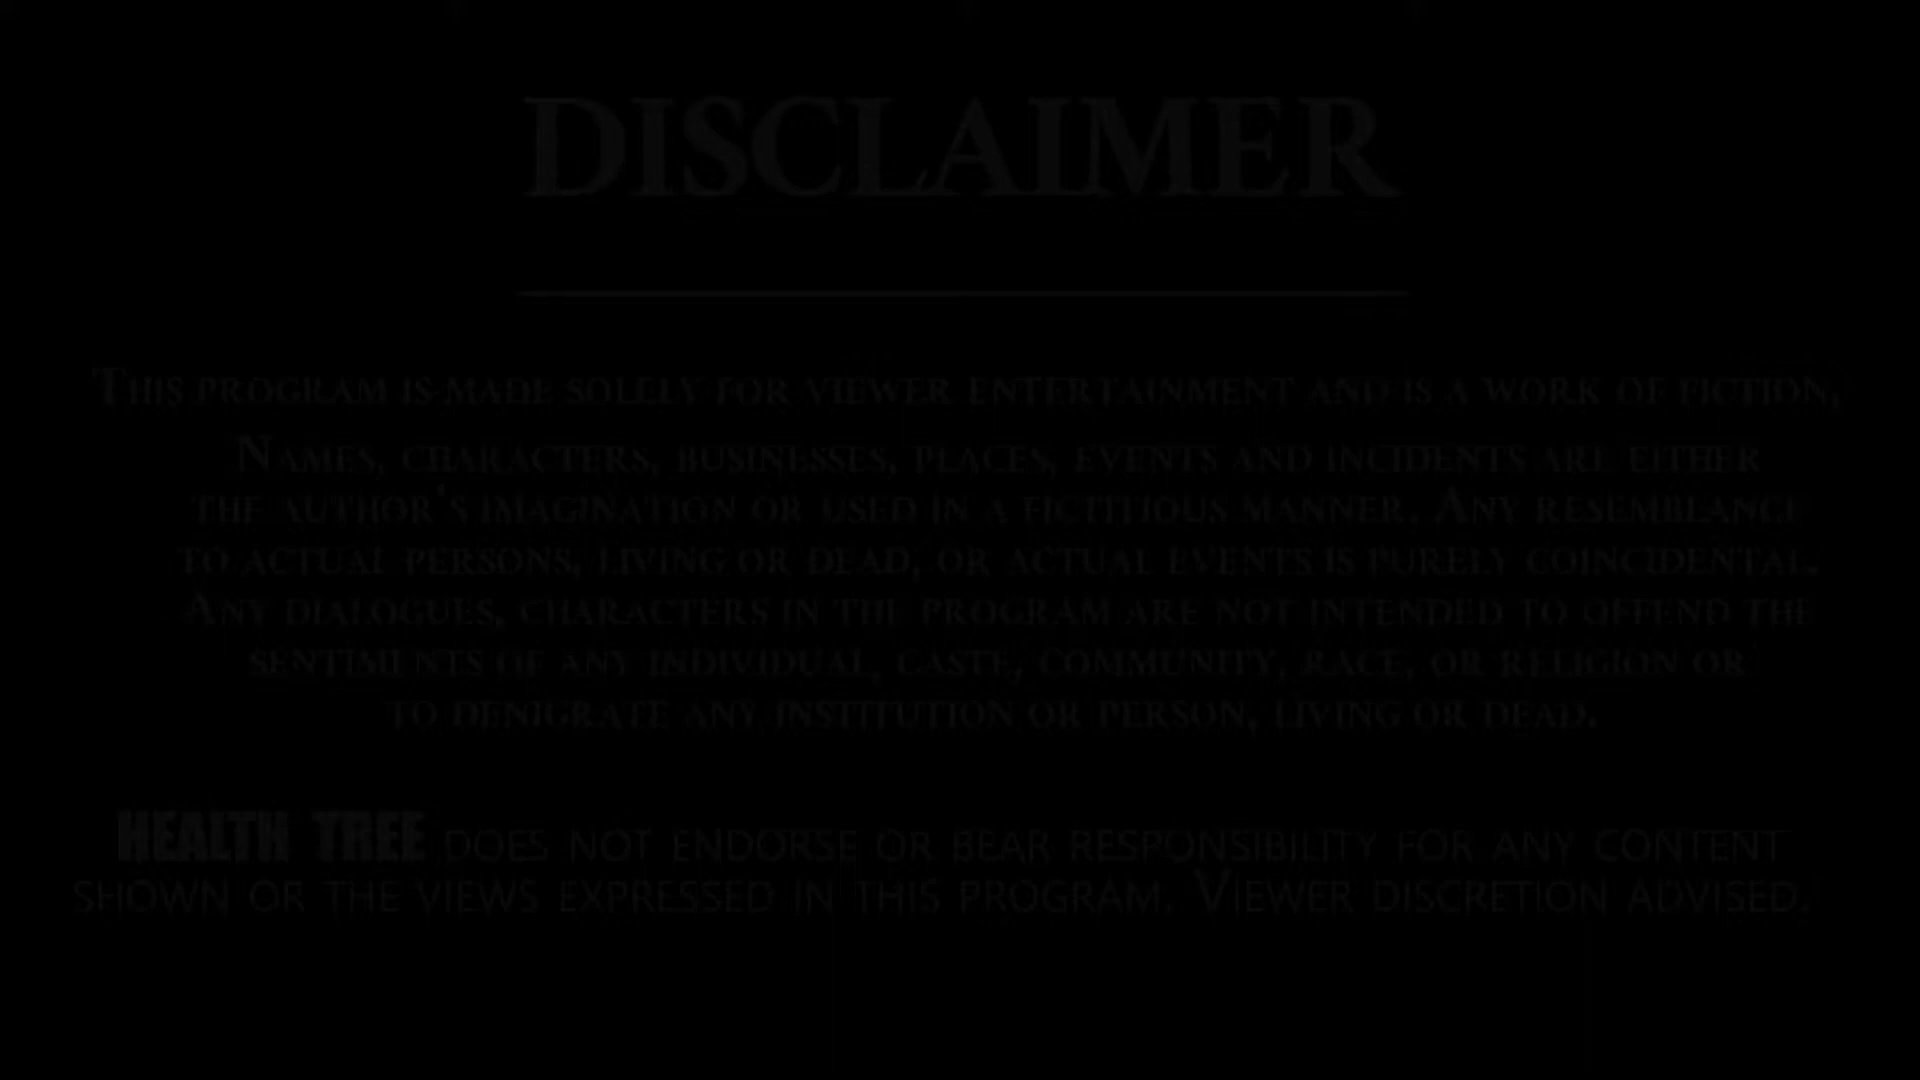 DISCLAIMER
THIS PROGRAM IS MADE SOLELY FOR VIEWER ENTERTAINMENT AND IS A WORK OF FICTION,
NAMES, CHARACTERS, BUSINESSES, PLACES, EVENTS AND INCIDENTS ARE EITHER
THE AUTHOR'S IMAGINATION OR USED IN A FICTITIOUS MANNER. ANY RESEMBLANCE
TO ACTUAL PERSONS, LIVING OR DEAD, OR ACTUAL EVENTS IS PURELY COINCIDENTAL.
ANY DIALOGUES, CHARACTERS IN THE PROGRAM ARE NOT INTENDED TO OFFEND THE
SENTIMENTS OF ANY INDIVIDUAL, CASTE, COMMUNITY, RACE, OR RELIGION OR
TO DENIGRATE ANY INSTITUTION OR PERSON, LIVING OR DEAD.
HEALTH TREE DOES NOT ENDORSE OR BEAR RESPONSIBILITY FOR ANY CONTENT
SHOWN OR THE VIEWS EXPRESSED IN THIS PROGRAM. VIEWER DISCRETION ADVISED.